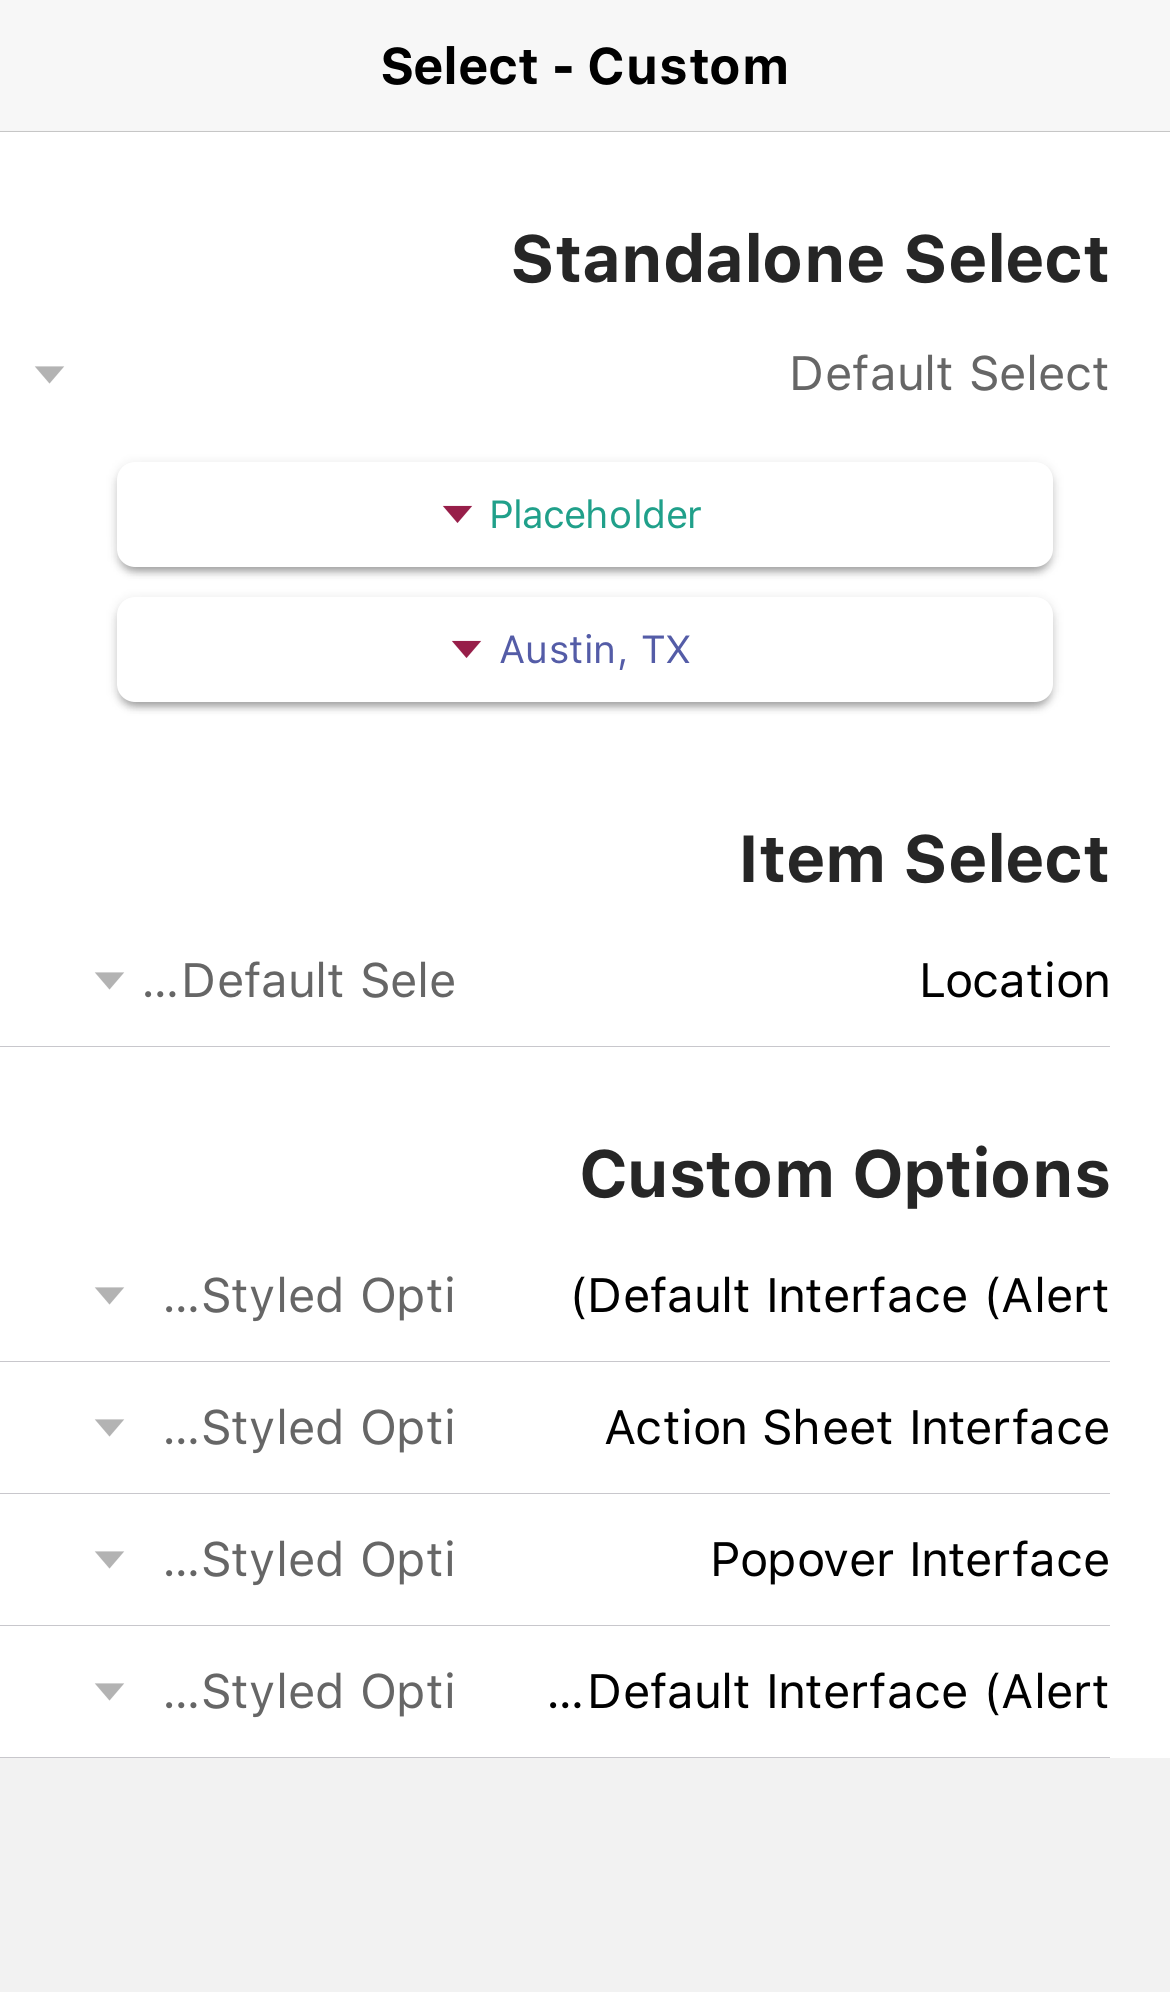 Select - Custom
Standalone Select
Default Select
Placeholder
Austin, TX
Item Select
...Default Sele Location
Custom Options
...Styled Opti (Default Interface (Alert
...Styled Opti Action Sheet Interface
...Styled Opti Popover Interface
...Styled Opti ...Default Interface (Alert